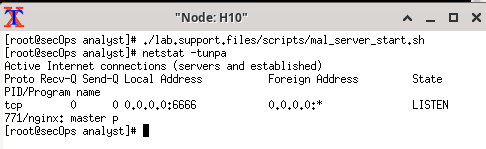 "Node: H10"
[root@secOps analyst]# ./lab.support.files/scripts/mal_server_start.sh
[root@secOps analyst]# netstat -tunpa
Active Internet connections (servers and established)
Proto Recv-Q Send-Q Local Address           Foreign Address         State
PID/Program name
tcp        0      0 0.0.0.0:6666            0.0.0.0:*               LISTEN
771/nginx: master p
[root@secOps analyst]#